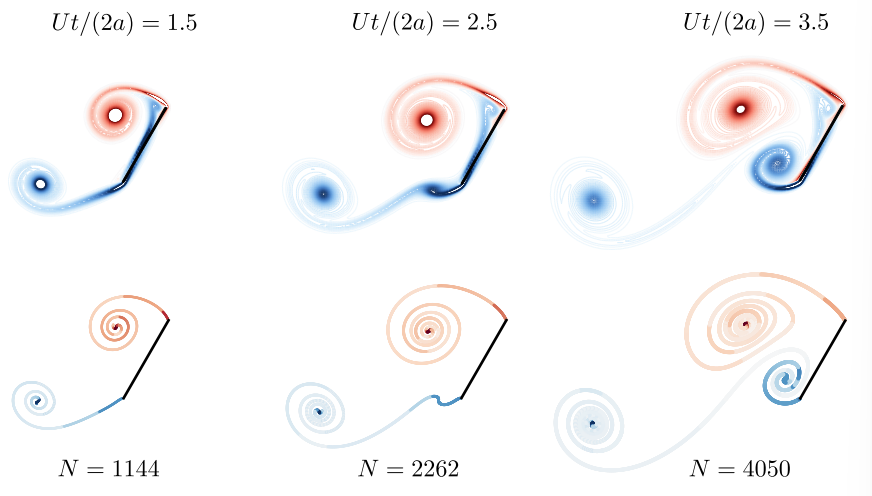 Ut/(2a) = 1.5
Ut/(2a) = 2.5
Ut/(2a) = 3.5
N = 1144
N = 2262
N = 4050